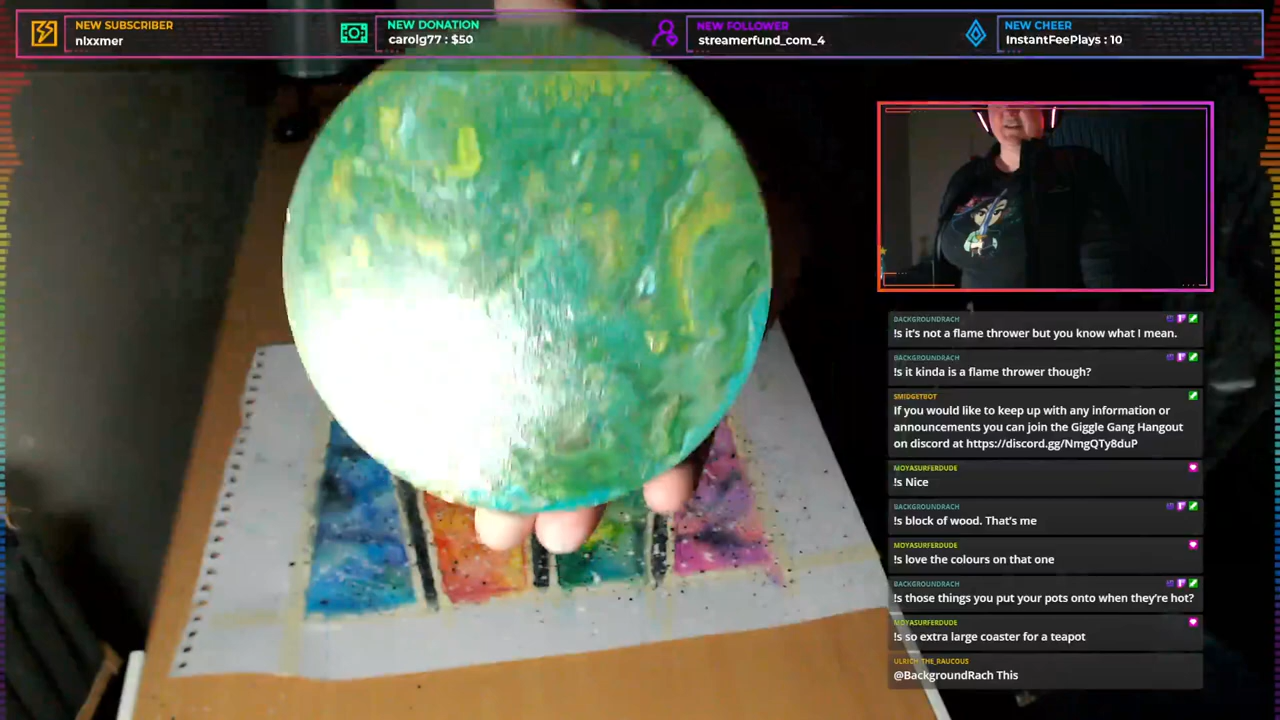 NEW SUBSCRIBER
nlxxmer
NEW DONATION
carolg77 : $50
NEW FOLLOWER
streamerfund_com_4
NEW CHEER
InstantFeePlays : 10
BACKGROUNDRACH
!s it's not a flame thrower but you know what I mean.
BACKGROUNDRACH
!s it kinda is a flame thrower though?
SMIDGETBOT
If you would like to keep up with any information or
announcements you can join the Giggle Gang Hangout
on discord at https://discord.gg/NmgQTy8duP
MOYASURFERDUDE
!s Nice
BACKGROUNDRACH
!s block of wood. That's me
MOYASURFERDUDE
!s love the colours on that one
BACKGROUNDRACH
!s those things you put your pots onto when they're hot?
MOYASURFERDUDE
!s so extra large coaster for a teapot
ULRICH_THE_RAUCOUS
@BackgroundRach This